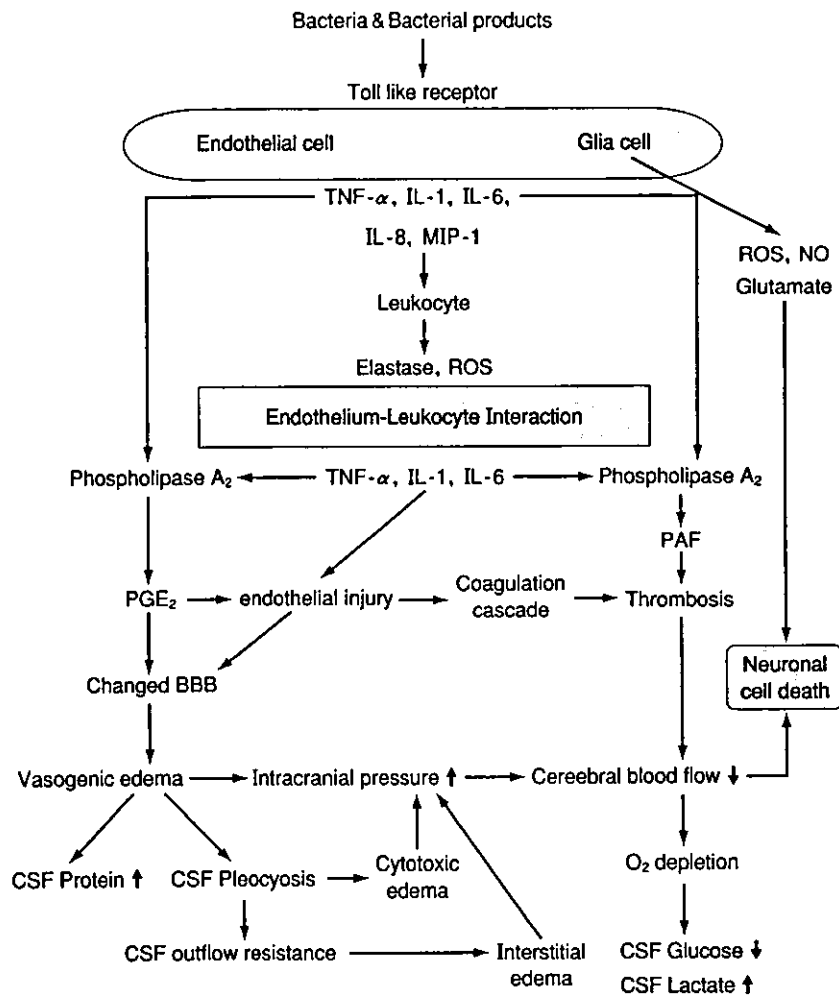 Bacteria & Bacterial products
Toll like receptor
Endothelial cell
Glia cell
TNF-α, IL-1, IL-6,
IL-8, MIP-1
ROS, NO
Glutamate
Leukocyte
Elastase, ROS
Endothelium-Leukocyte Interaction
Phospholipase A₂
TNF-α, IL-1, IL-6
Phospholipase A₂
PAF
PGE₂
endothelial injury
Coagulation
cascade
Thrombosis
Changed BBB
Neuronal
cell death
Vasogenic edema
Intracranial pressure ↑
Cereebral blood flow ↓
CSF Protein ↑
CSF Pleocyosis
Cytotoxic
edema
O₂ depletion
CSF outflow resistance
Interstitial
edema
CSF Glucose ↓
CSF Lactate ↑